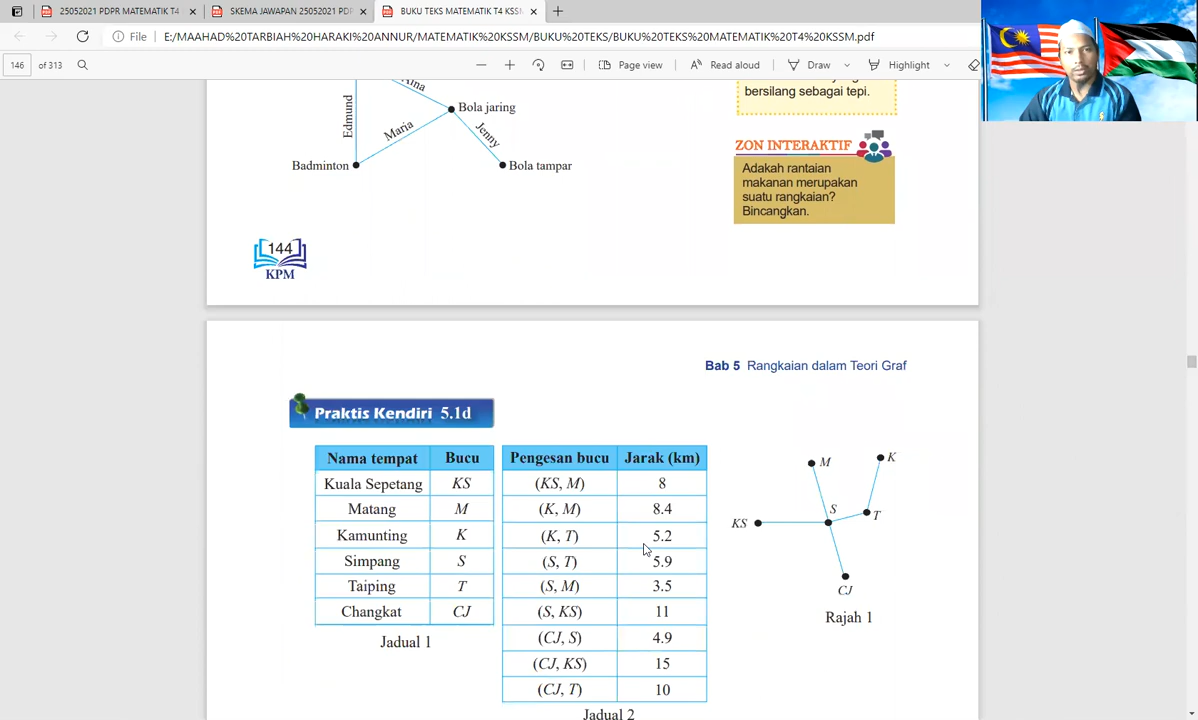 25052021 PDPR MATEMATIK T4
SKEMA JAWAPAN 25052021 PDF
BUKU TEKS MATEMATIK T4 KSSM
File
E:/MAAHAD%20TARBIAH%20HARAKI%20ANNUR/MATEMATIK%20KSSM/BUKU%20TEKS/BUKU%20TEKS%20MATEMATIK%20T4%20KSSM.pdf
146 of 313
Page view
Read aloud
Draw
Highlight
bersilang sebagai tepi.
Edmund
Maria
Jenny
Bola jaring
Badminton
Bola tampar
ZON INTERAKTIF
Adakah rantaian
makanan merupakan
suatu rangkaian?
Bincangkan.
144
KPM
Bab 5 Rangkaian dalam Teori Graf
Praktis Kendiri 5.1d
Nama tempat Bucu
Kuala Sepetang KS
Matang M
Kamunting K
Simpang S
Taiping T
Changkat CJ
Jadual 1
Pengesan bucu Jarak (km)
(KS, M) 8
(K, M) 8.4
(K, T) 5.2
(S, T) 5.9
(S, M) 3.5
(S, KS) 11
(CJ, S) 4.9
(CJ, KS) 15
(CJ, T) 10
Jadual 2
M
K
S
T
KS
CJ
Rajah 1